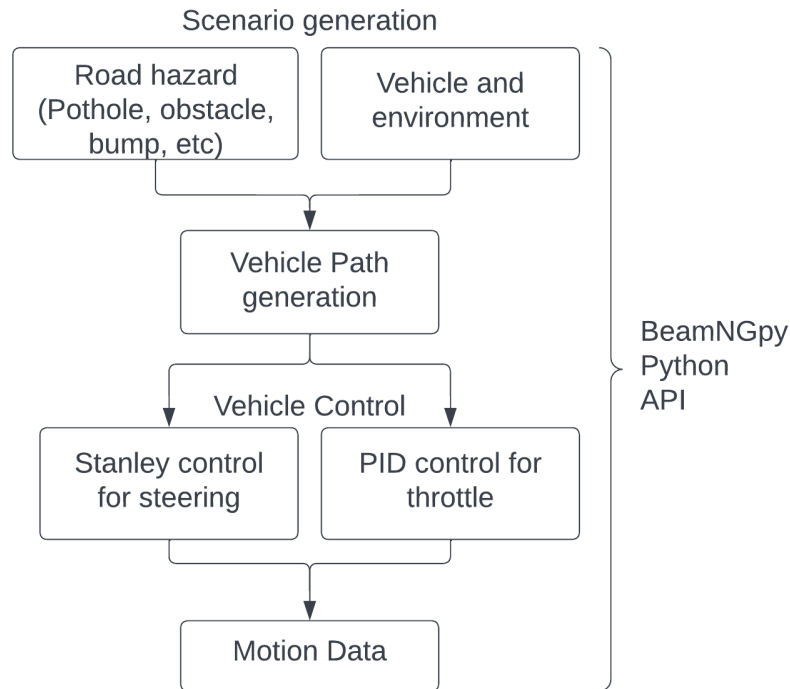 Scenario generation
Road hazard
(Pothole, obstacle,
bump, etc)
Vehicle and
environment
Vehicle Path
generation
BeamNGpy
Python
API
Vehicle Control
Stanley control
for steering
PID control for
throttle
Motion Data